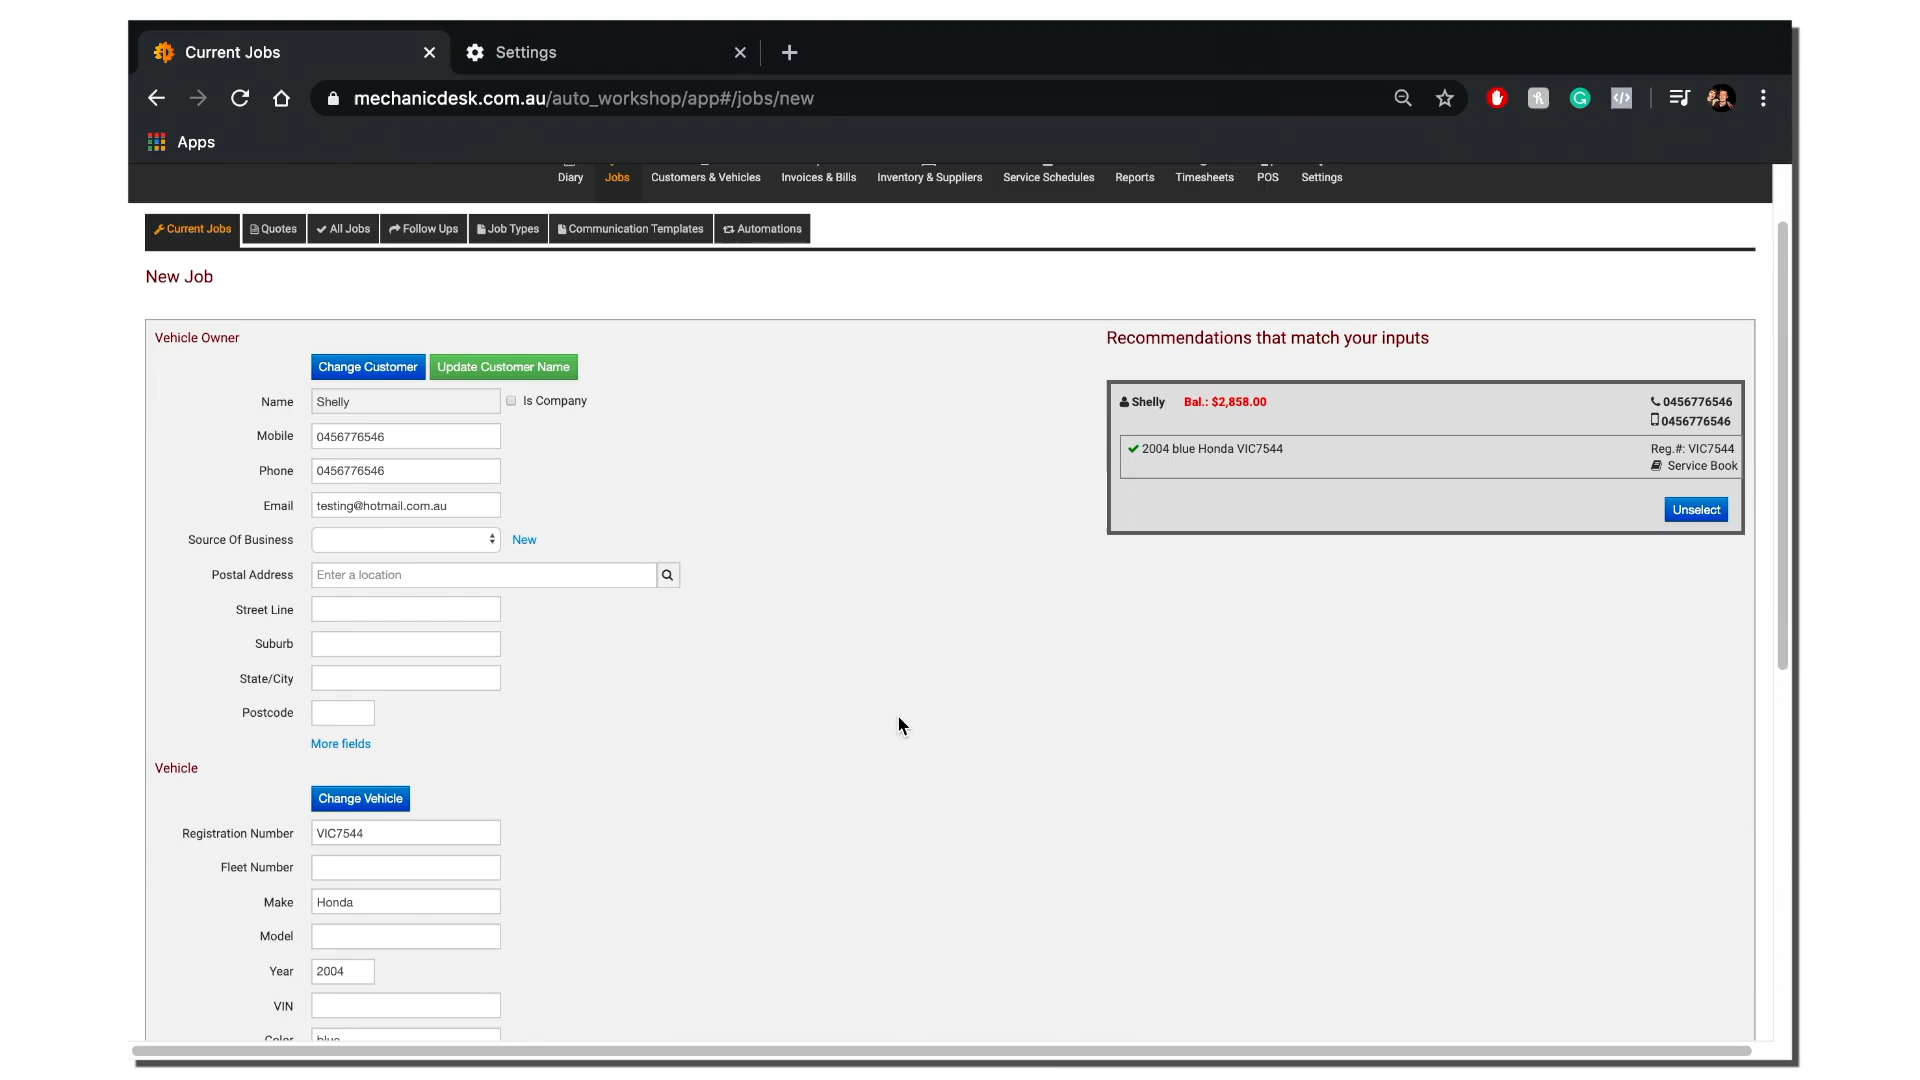 Current Jobs
Settings
mechanicdesk.com.au/auto_workshop/app#/jobs/new
Apps
Diary Jobs Customers & Vehicles Invoices & Bills Inventory & Suppliers Service Schedules Reports Timesheets POS Settings
Current Jobs Quotes All Jobs Follow Ups Job Types Communication Templates Automations
New Job
Vehicle Owner
Change Customer Update Customer Name
Name Shelly Is Company
Mobile 0456776546
Phone 0456776546
Email testing@hotmail.com.au
Source Of Business New
Postal Address Enter a location
Street Line
Suburb
State/City
Postcode
More fields
Vehicle
Change Vehicle
Registration Number VIC7544
Fleet Number
Make Honda
Model
Year 2004
VIN
Color blue
Recommendations that match your inputs
Shelly Bal.: $2,858.00 0456776546
0456776546
2004 blue Honda VIC7544 Reg.#: VIC7544
Service Book
Unselect